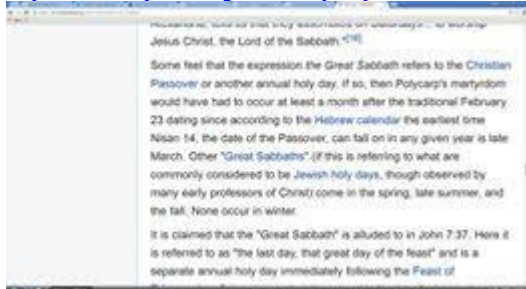 Jesus Christ, the Lord of the Sabbath."[16]
Some feel that the expression the Great Sabbath refers to the Christian
Passover or another annual holy day. If so, then Polycarp's martyrdom
would have had to occur at least a month after the traditional February
23 dating since according to the Hebrew calendar the earliest time
Nisan 14, the date of the Passover, can fall on in any given year is late
March. Other "Great Sabbaths" (if this is referring to what are
commonly considered to be Jewish holy days, though observed by
many early professors of Christ) come in the spring, late summer, and
the fall. None occur in winter.
It is claimed that the "Great Sabbath" is alluded to in John 7:37. Here it
is referred to as "the last day, that great day of the feast" and is a
separate annual holy day immediately following the Feast of